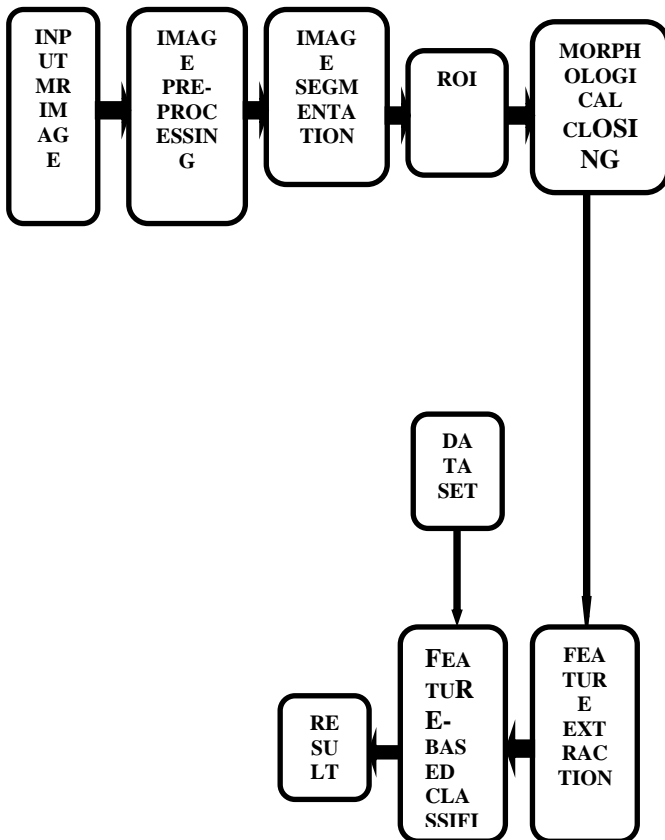 INP
UT
MR
IM
AG
E
IMAG
E
PRE-
PROC
ESSIN
G
IMAG
E
SEGM
ENTA
TION
ROI
MORPH
OLOGI
CAL
CLOSI
NG
DA
TA
SET
FEA
TUR
E
EXT
RAC
TION
FEA
TUR
E-
BAS
ED
CLA
SSIFI
RE
SU
LT